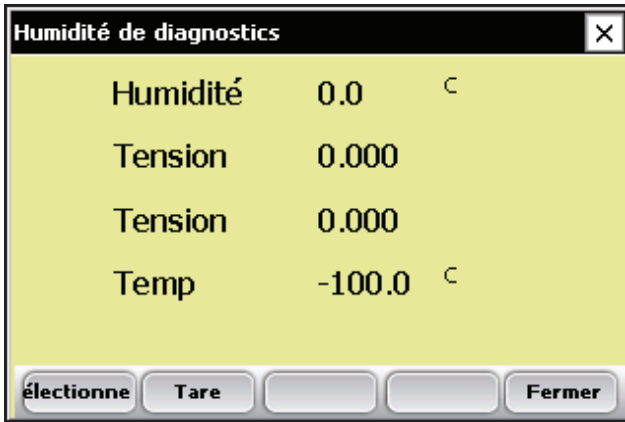 Humidité de diagnostics
Humidité 0.0 C
Tension 0.000
Tension 0.000
Temp -100.0 C
électionne Tare Fermer